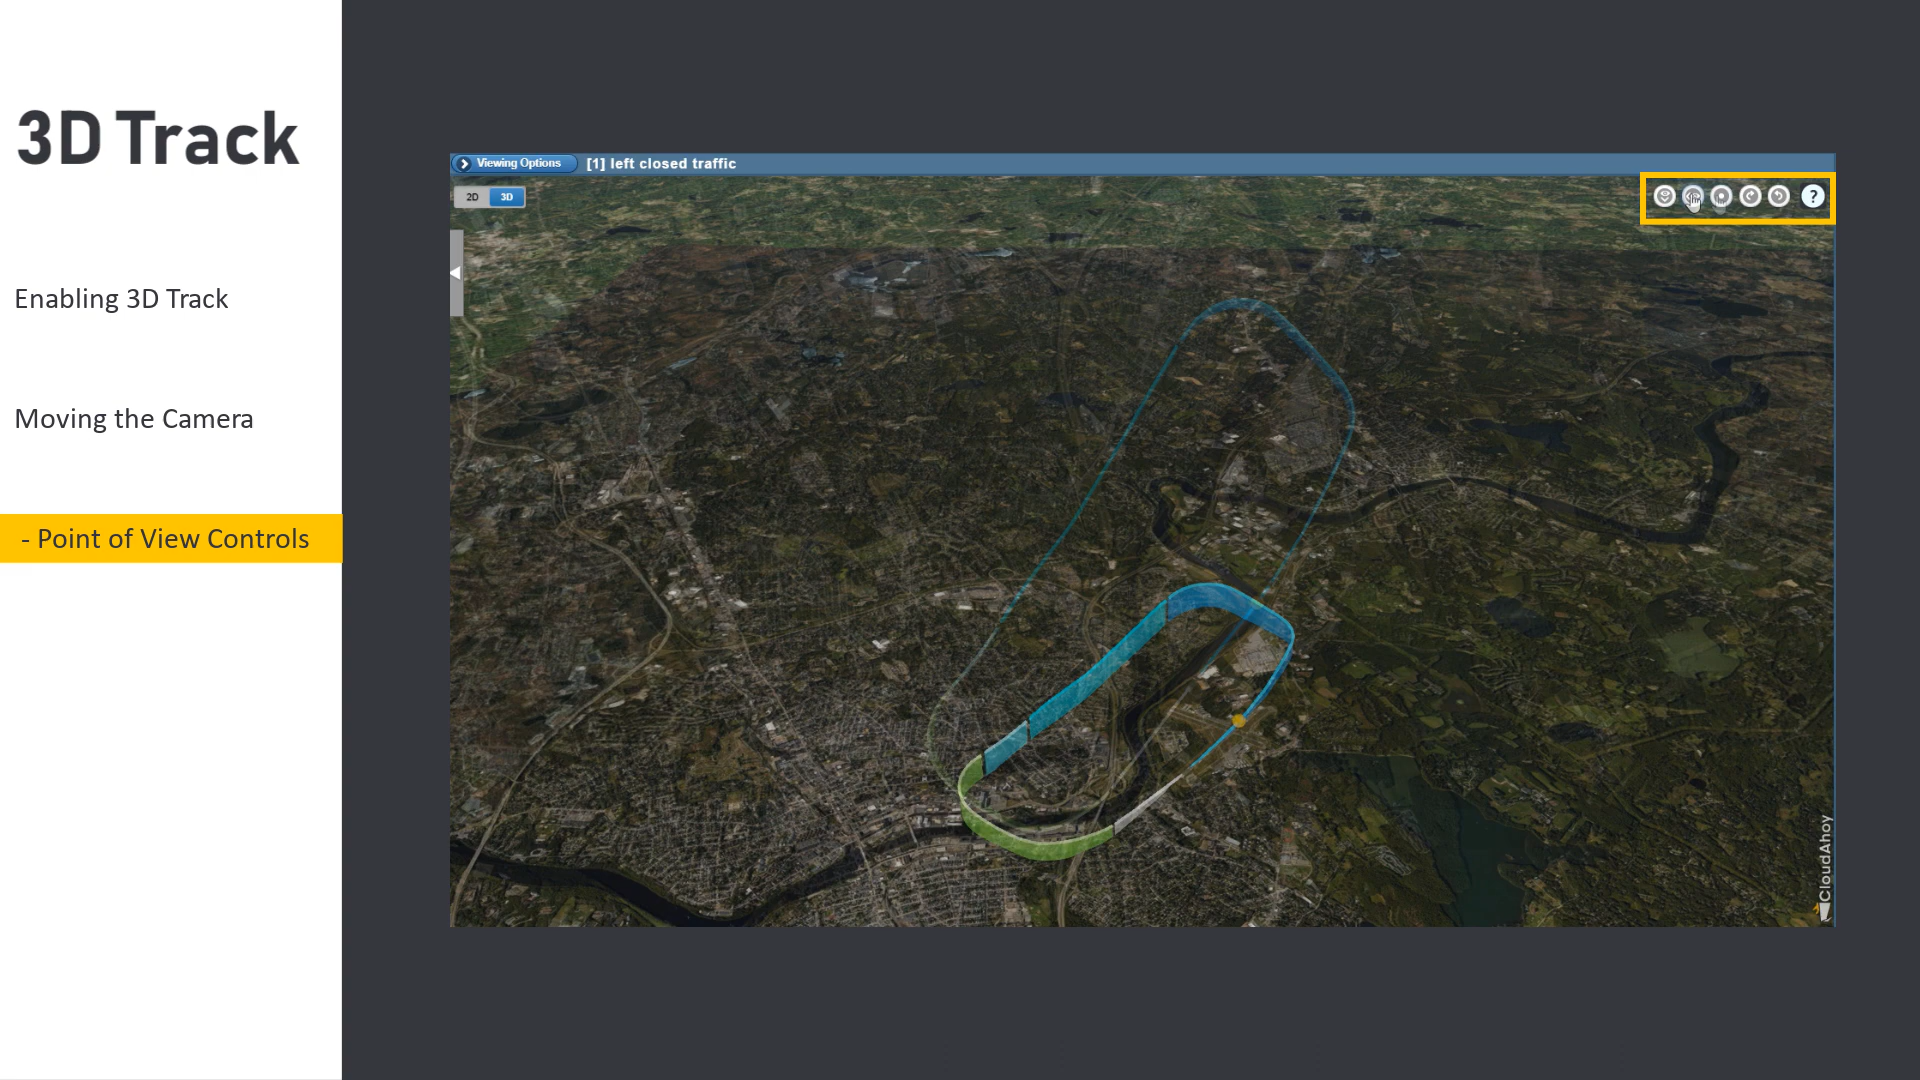 3D Track
Enabling 3D Track
Moving the Camera
- Point of View Controls
Viewing Options
[1] left closed traffic
2D
3D
?
CloudAhoy